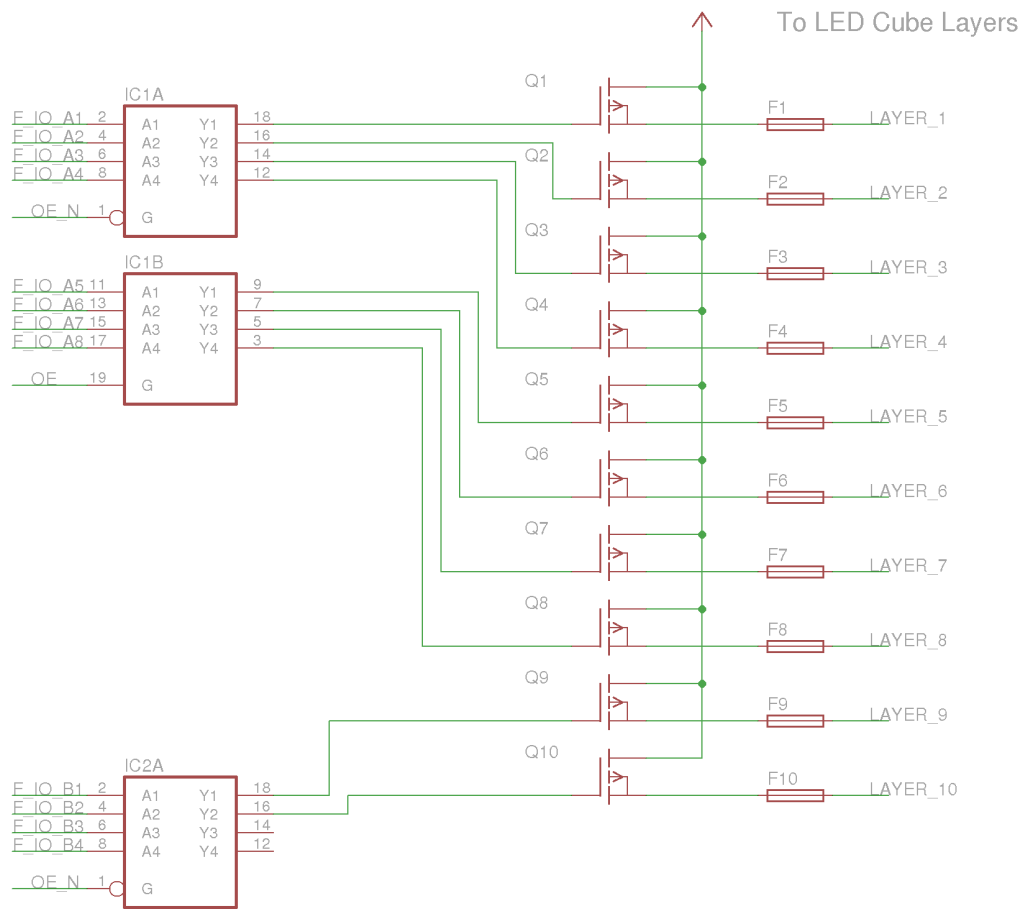 To LED Cube Layers
Q1
IC1A
F1
F_IO_A1 2 A1 Y1 18 LAYER_1
F_IO_A2 4 A2 Y2 16
Q2
F_IO_A3 6 A3 Y3 14
F_IO_A4 8 A4 Y4 12
F2 LAYER_2
OE_N 1 G
Q3
IC1B
F3 LAYER_3
F_IO_A5 11 A1 Y1 9
F_IO_A6 13 A2 Y2 7
Q4
F_IO_A7 15 A3 Y3 5
F_IO_A8 17 A4 Y4 3
F4 LAYER_4
OE 19 G
Q5
F5 LAYER_5
Q6
F6 LAYER_6
Q7
F7 LAYER_7
Q8
F8 LAYER_8
Q9
F9 LAYER_9
Q10
IC2A
F10 LAYER_10
F_IO_B1 2 A1 Y1 18
F_IO_B2 4 A2 Y2 16
F_IO_B3 6 A3 Y3 14
F_IO_B4 8 A4 Y4 12
OE_N 1 G